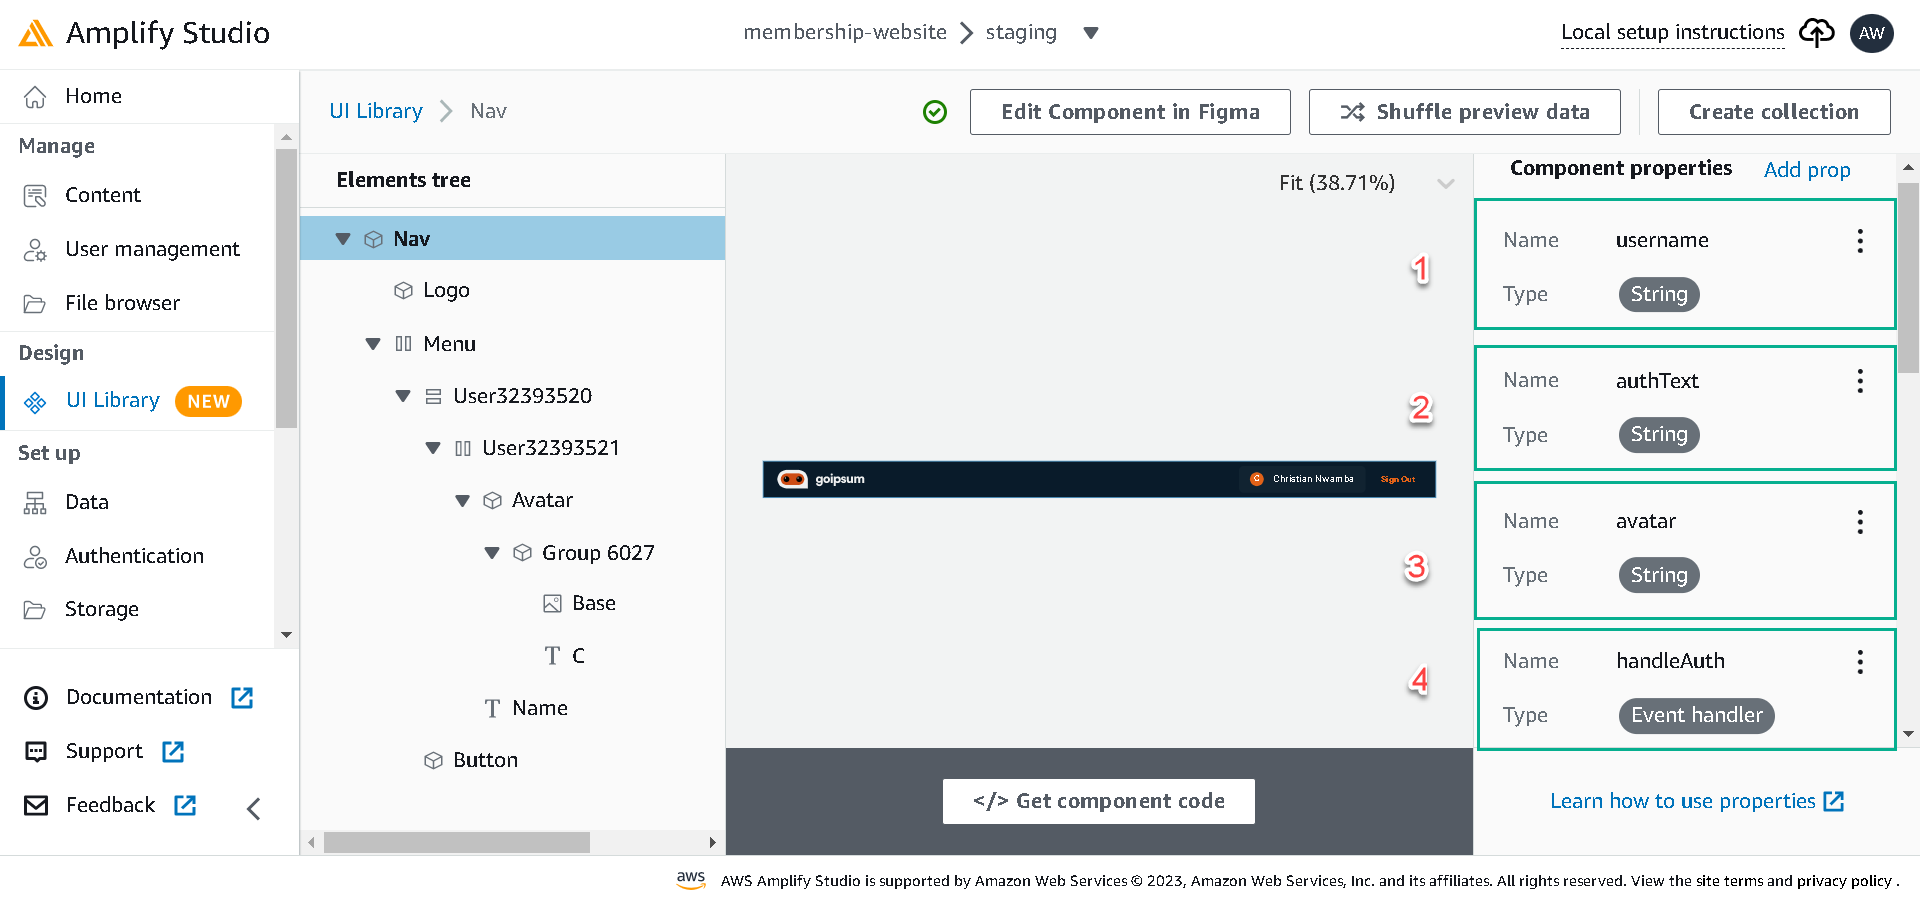 Amplify Studio
membership-website
staging
Local setup instructions
AW
Home
Manage
Content
User management
File browser
Design
UI Library NEW
Set up
Data
Authentication
Storage
Documentation
Support
Feedback
UI Library Nav
Edit Component in Figma
Shuffle preview data
Create collection
Elements tree
Nav
Logo
Menu
User32393520
User32393521
Avatar
Group 6027
Base
T C
T Name
Button
Fit (38.71%)
1
2
3
4
goipsum
C Christian Nwamba Sign Out
</> Get component code
Component properties Add prop
Name username
Type String
Name authText
Type String
Name avatar
Type String
Name handleAuth
Type Event handler
Learn how to use properties
aws AWS Amplify Studio is supported by Amazon Web Services © 2023, Amazon Web Services, Inc. and its affiliates. All rights reserved. View the site terms and privacy policy .